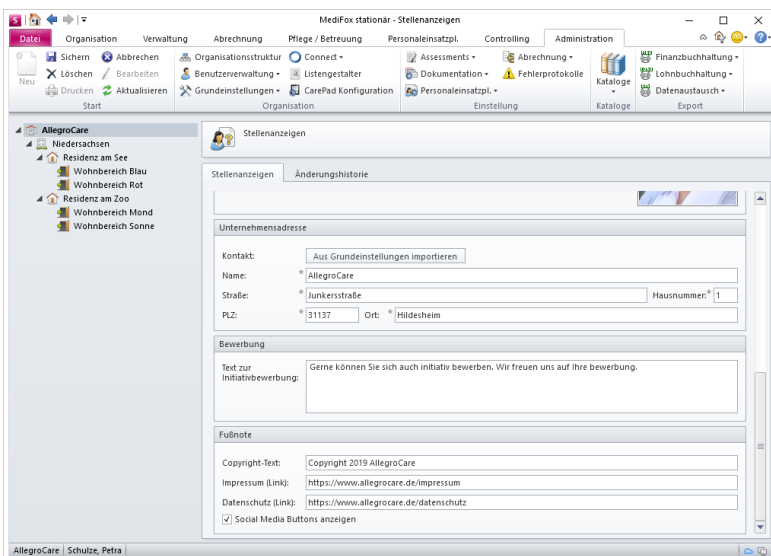 MediFox stationär - Stellenanzeigen
Datei Organisation Verwaltung Abrechnung Pflege / Betreuung Personaleinsatzpl. Controlling Administration
Neu
Sichern Abbrechen
Löschen Bearbeiten
Drucken Aktualisieren
Start
Organisationsstruktur Connect
Benutzerverwaltung Listengestalter
Grundeinstellungen CarePad Konfiguration
Organisation
Assessments Abrechnung
Dokumentation Fehlerprotokolle
Personaleinsatzpl.
Einstellung
Kataloge
Kataloge
Finanzbuchhaltung
Lohnbuchhaltung
Datenaustausch
Export
AllegroCare
Niedersachsen
Residenz am See
Wohnbereich Blau
Wohnbereich Rot
Residenz am Zoo
Wohnbereich Mond
Wohnbereich Sonne
Stellenanzeigen
Stellenanzeigen Änderungshistorie
Unternehmensadresse
Kontakt: Aus Grundeinstellungen importieren
Name: * AllegroCare
Straße: * Junkersstraße Hausnummer: * 1
PLZ: * 31137 Ort: * Hildesheim
Bewerbung
Text zur Initiativbewerbung: Gerne können Sie sich auch initiativ bewerben. Wir freuen uns auf Ihre bewerbung.
Fußnote
Copyright-Text: Copyright 2019 AllegroCare
Impressum (Link): https://www.allegrocare.de/impressum
Datenschutz (Link): https://www.allegrocare.de/datenschutz
Social Media Buttons anzeigen
AllegroCare Schulze, Petra